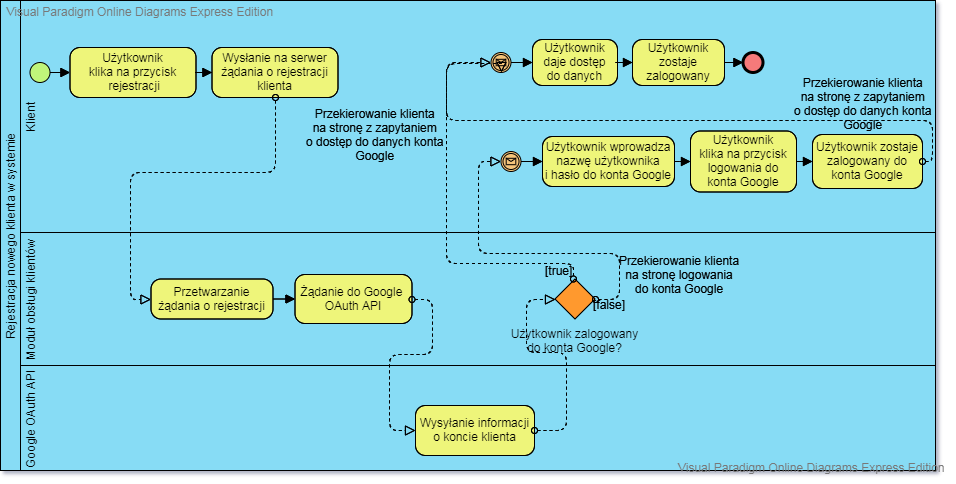 Visual Paradigm Online Diagrams Express Edition
Rejestracja nowego klienta w systemie
Klient
Użytkownik
klika na przycisk
rejestracji
Wysłanie na serwer
żądania o rejestracji
klienta
Użytkownik
daje dostęp
do danych
Użytkownik
zostaje
zalogowany
Przekierowanie klienta
na stronę z zapytaniem
o dostęp do danych konta
Google
Przekierowanie klienta
na stronę z zapytaniem
o dostęp do danych konta
Google
Użytkownik wprowadza
nazwę użytkownika
i hasło do konta Google
Użytkownik
klika na przycisk
logowania do
konta Google
Użytkownik zostaje
zalogowany do
konta Google
Moduł obsługi klientów
Przetwarzanie
żądania o rejestracji
Żądanie do Google
OAuth API
[true]
[false]
Przekierowanie klienta
na stronę logowania
do konta Google
Użytkownik zalogowany
do konta Google?
Google OAuth API
Wysyłanie informacji
o koncie klienta
Visual Paradigm Online Diagrams Express Edition